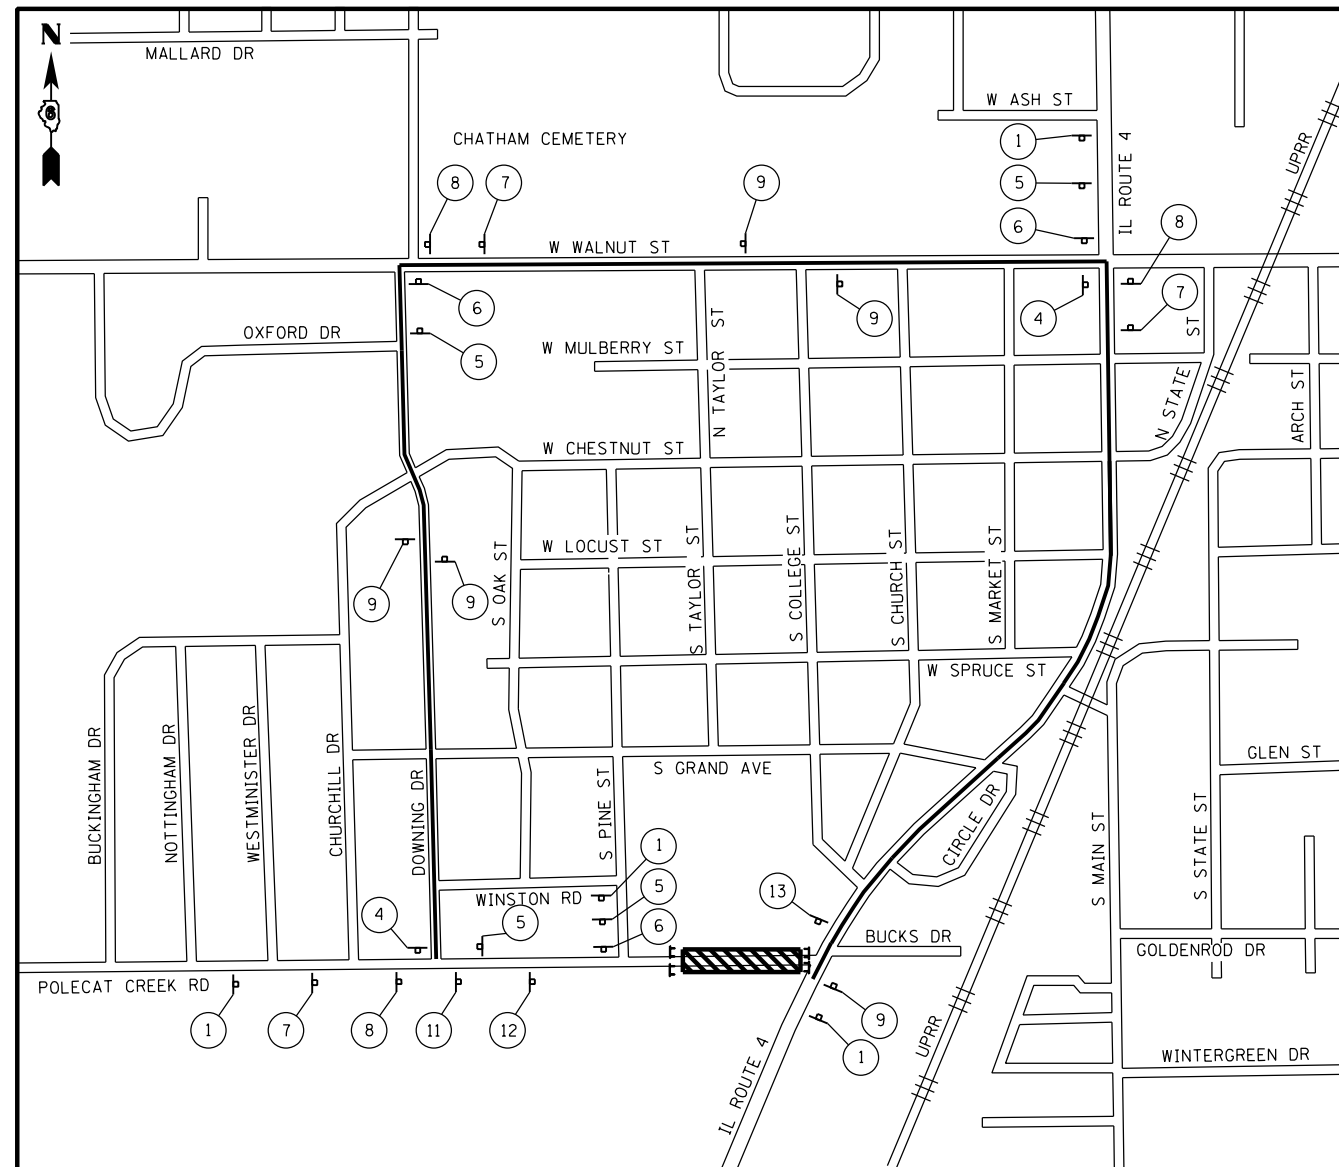 N
MALLARD DR
6
W ASH ST
CHATHAM CEMETERY
1
IL ROUTE 4
UPRR
8
7
9
5
6
8
W WALNUT ST
6
9
4
7
OXFORD DR
5
W MULBERRY ST
N TAYLOR ST
N STATE ST
ARCH ST
W CHESTNUT ST
W LOCUST ST
S OAK ST
S TAYLOR ST
S COLLEGE ST
S CHURCH ST
S MARKET ST
9
9
W SPRUCE ST
BUCKINGHAM DR
NOTTINGHAM DR
WESTMINISTER DR
CHURCHILL DR
DOWNING DR
S PINE ST
S GRAND AVE
CIRCLE DR
GLEN ST
S MAIN ST
S STATE ST
1
WINSTON RD
5
13
4
5
6
BUCKS DR
GOLDENROD DR
POLECAT CREEK RD
1
7
8
11
12
9
1
UPRR
IL ROUTE 4
WINTERGREEN DR